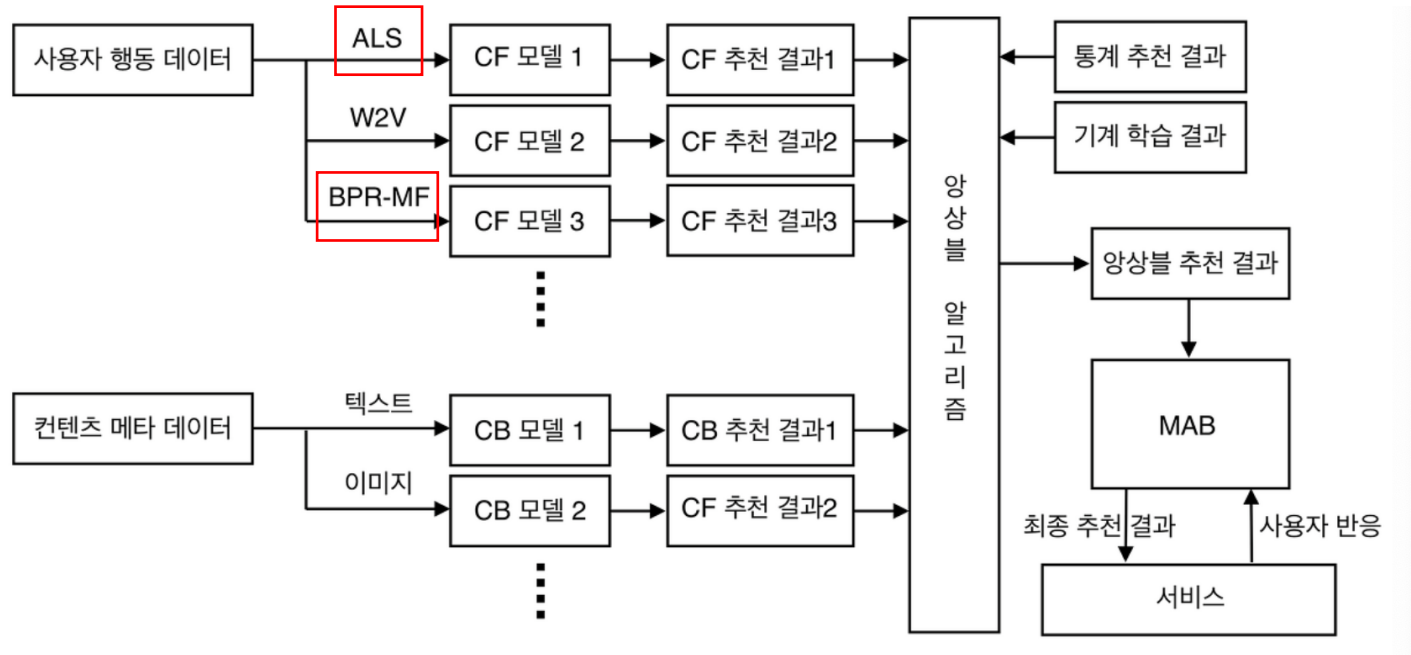 사용자 행동 데이터
ALS
CF 모델 1
CF 추천 결과1
W2V
CF 모델 2
CF 추천 결과2
BPR-MF
CF 모델 3
CF 추천 결과3
컨텐츠 메타 데이터
텍스트
CB 모델 1
CB 추천 결과1
이미지
CB 모델 2
CF 추천 결과2
앙상블 알고리즘
통계 추천 결과
기계 학습 결과
앙상블 추천 결과
MAB
최종 추천 결과
사용자 반응
서비스